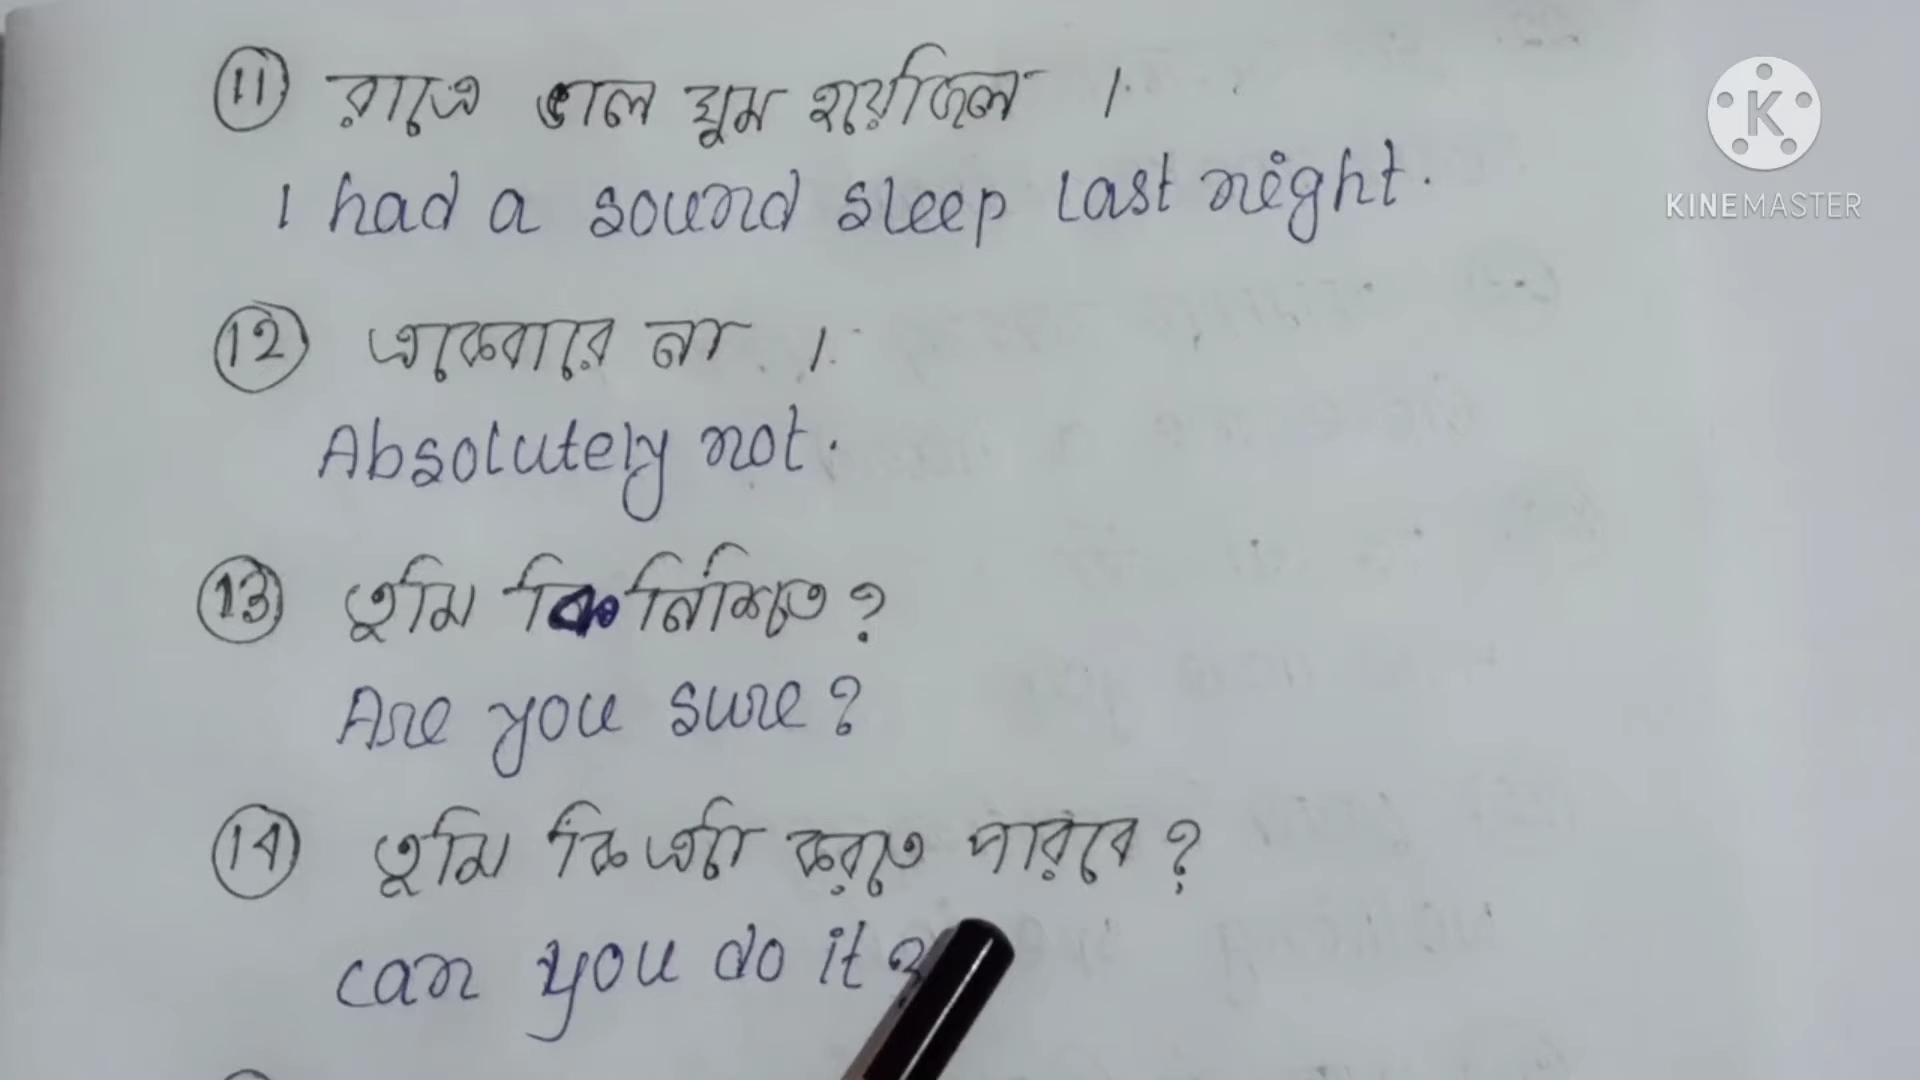 11 রাতে ভাল ঘুম হয়েছিল ।
I had a sound sleep last night.
12 একেবারে না ।
Absolutely not.
13 তুমি কি নিশ্চিত ?
Are you sure ?
14 তুমি কি এটা করতে পারবে ?
can you do it ?
K
KINEMASTER